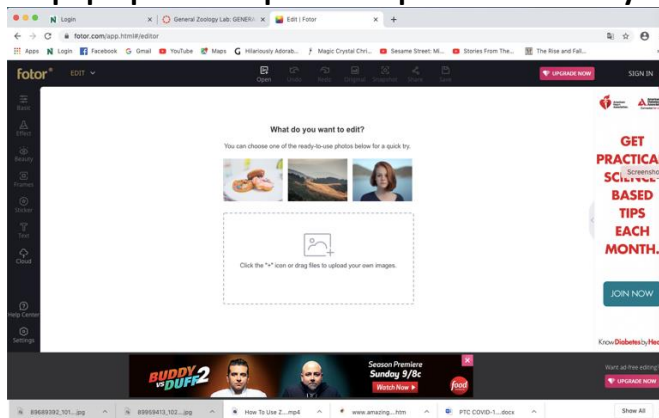 N Login
General Zoology Lab: GENERA
Edit | Fotor
fotor.com/app.html#/editor
Apps
N Login
Facebook
G Gmail
YouTube
Maps
Hilariously Adorab...
Magic Crystal Chri...
Sesame Street: Mi...
Stories From The...
The Rise and Fall...
fotor
EDIT
Open
Undo
Redo
Original
Snapshot
Share
Save
UPGRADE NOW
SIGN IN
Basic
Effect
Beauty
Frames
Sticker
Text
Cloud
Help Center
Settings
What do you want to edit?
You can choose one of the ready-to-use photos below for a quick try.
Click the "+" icon or drag files to upload your own images.
GET
PRACTICAL
Screensho
BASED
TIPS
EACH
MONTH.
JOIN NOW
Know Diabetes by Hea
BUDDY
VS DUFF 2
Season Premiere
Sunday 9/8c
Watch Now
food
Want ad-free editing
UPGRADE NOW
89689392_101...jpg
89959413_102...jpg
How To Use Z...mp4
www.amazing...htm
PTC COVID-1...docx
Show All